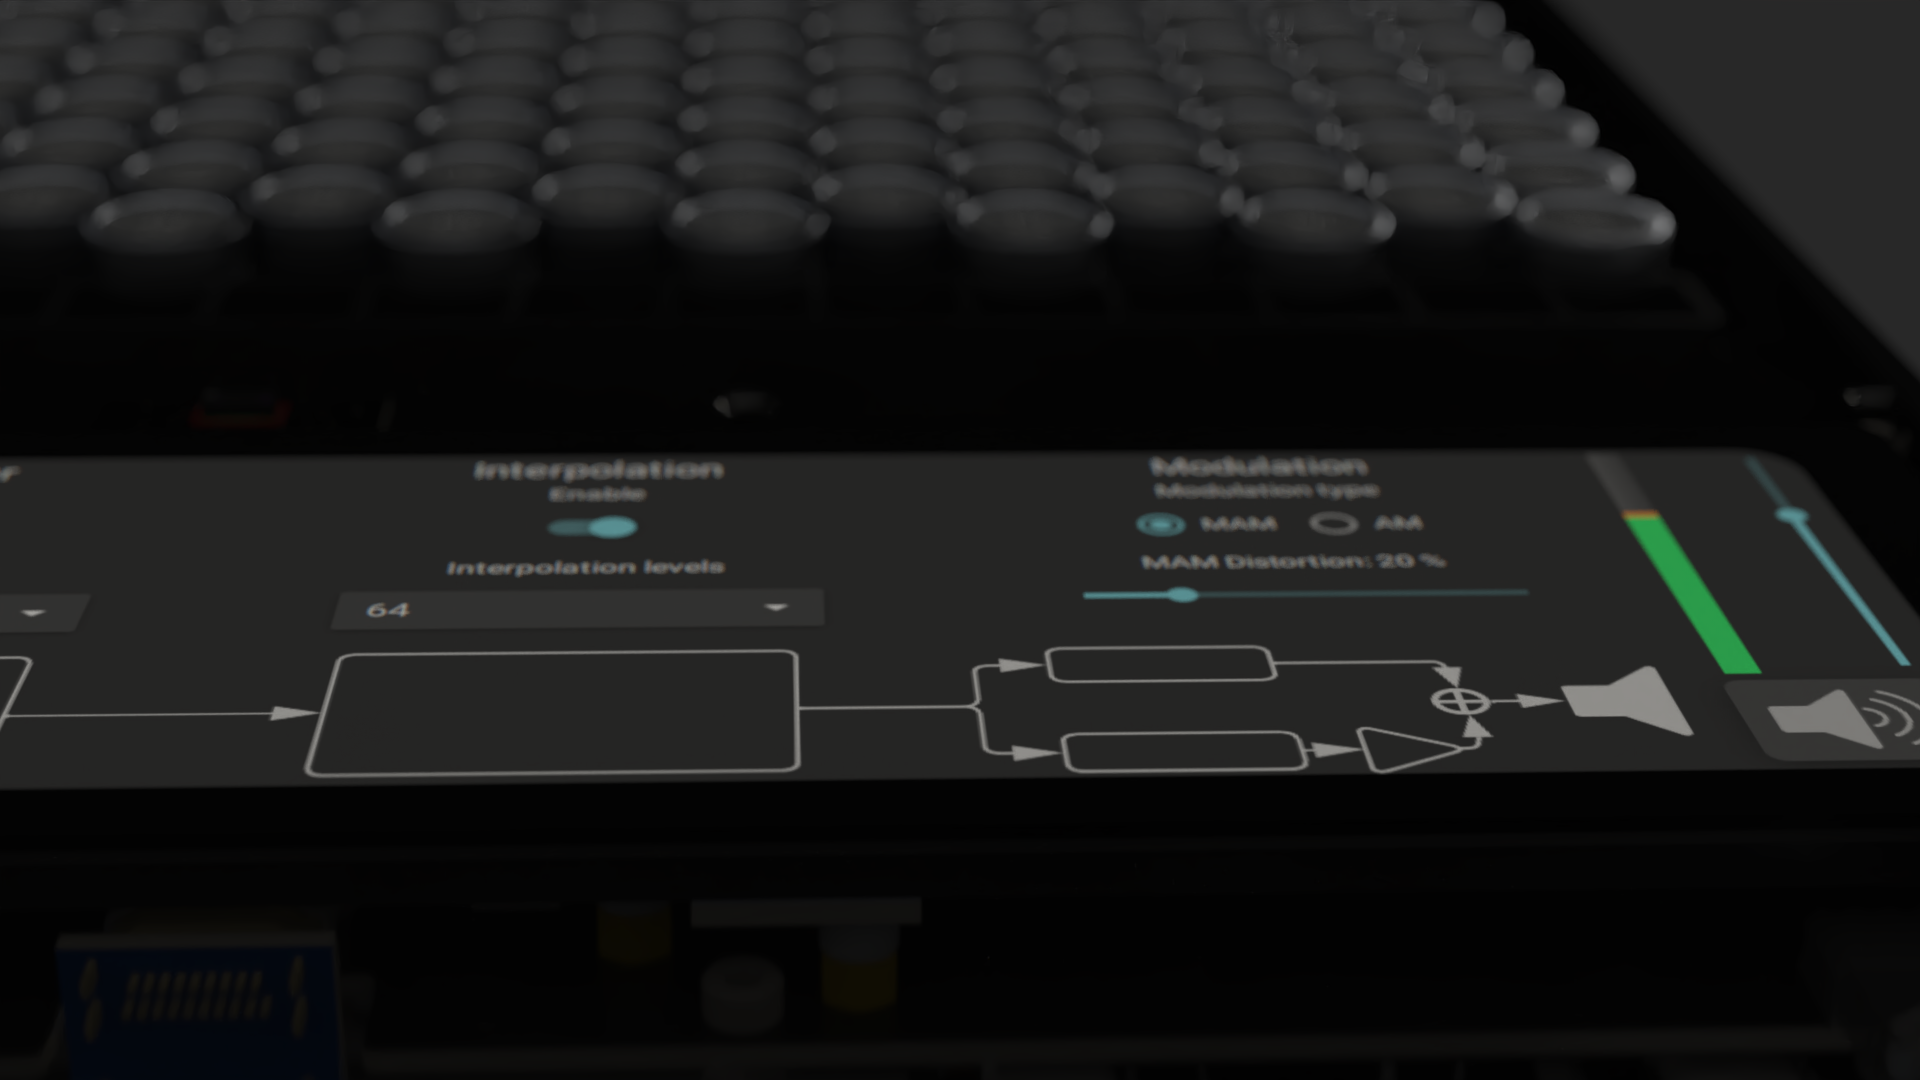 Interpolation
Enable
Interpolation levels
64
Modulation
Modulation type
MAM AM
MAM Distortion: 20 %